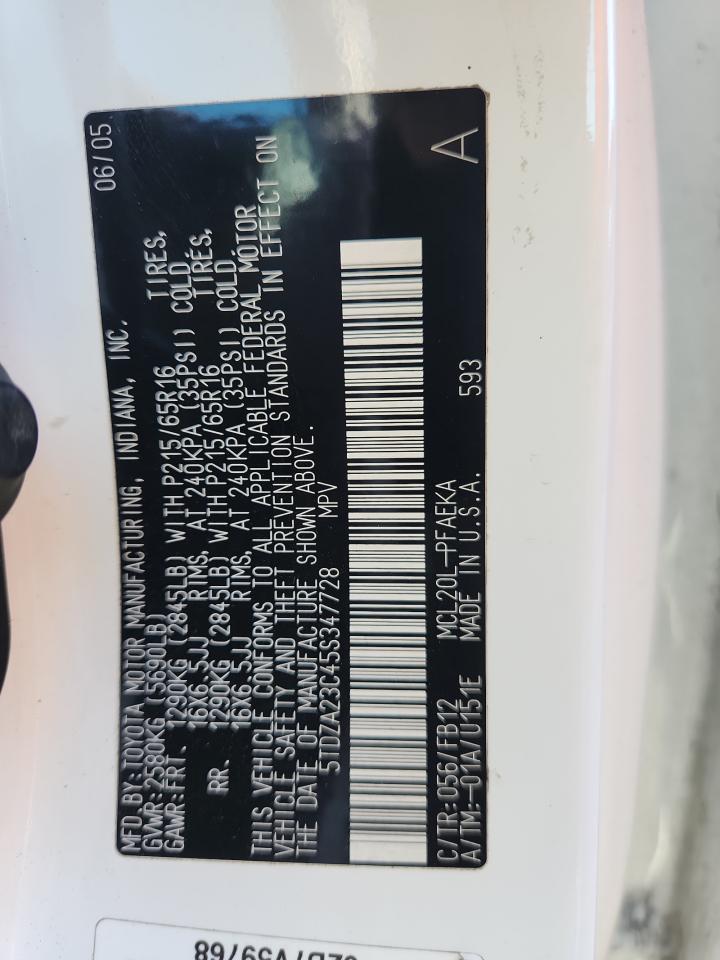 MFD BY:TOYOTA MOTOR MANUFACTURING, INDIANA, INC. 06/05
GVWR:2580KG (5690LB)
GAWR:FRT. 1290KG (2845LB) WITH P215/65R16 TIRES,
16X6.5JJ RIMS, AT 240KPA (35PSI) COLD.
RR. 1290KG (2845LB) WITH P215/65R16 TIRES,
16X6.5JJ RIMS, AT 240KPA (35PSI) COLD.
THIS VEHICLE CONFORMS TO ALL APPLICABLE FEDERAL MOTOR
VEHICLE SAFETY AND THEFT PREVENTION STANDARDS IN EFFECT ON
THE DATE OF MANUFACTURE SHOWN ABOVE.
5TDZA23C45S347728 MPV
C/TR:056/FB12 MCL20L-PFAEKA A
A/TM:-01A/U151E MADE IN U.S.A. 593